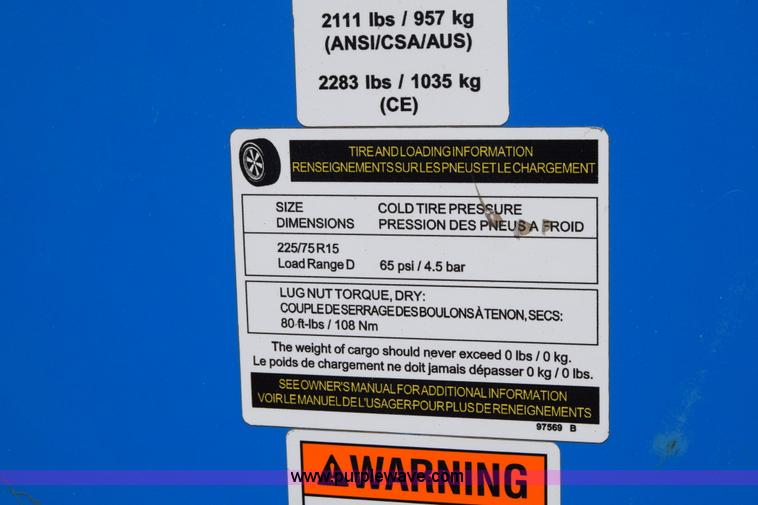 2111 lbs / 957 kg
(ANSI/CSA/AUS)
2283 lbs / 1035 kg
(CE)
TIRE AND LOADING INFORMATION
RENSEIGNEMENTS SUR LES PNEUS ET LE CHARGEMENT
SIZE COLD TIRE PRESSURE
DIMENSIONS PRESSION DES PNEUS A FROID
225/75 R15
Load Range D 65 psi / 4.5 bar
LUG NUT TORQUE, DRY:
COUPLE DE SERRAGE DES BOULONS À TENON, SECS:
80 ft-lbs / 108 Nm
The weight of cargo should never exceed 0 lbs / 0 kg.
Le poids de chargement ne doit jamais dépasser 0 kg / 0 lbs.
SEE OWNER'S MANUAL FOR ADDITIONAL INFORMATION
VOIR LE MANUEL DE L'USAGER POUR PLUS DE RENEIGNEMENTS
97569 B
WARNING
www.purplewave.com